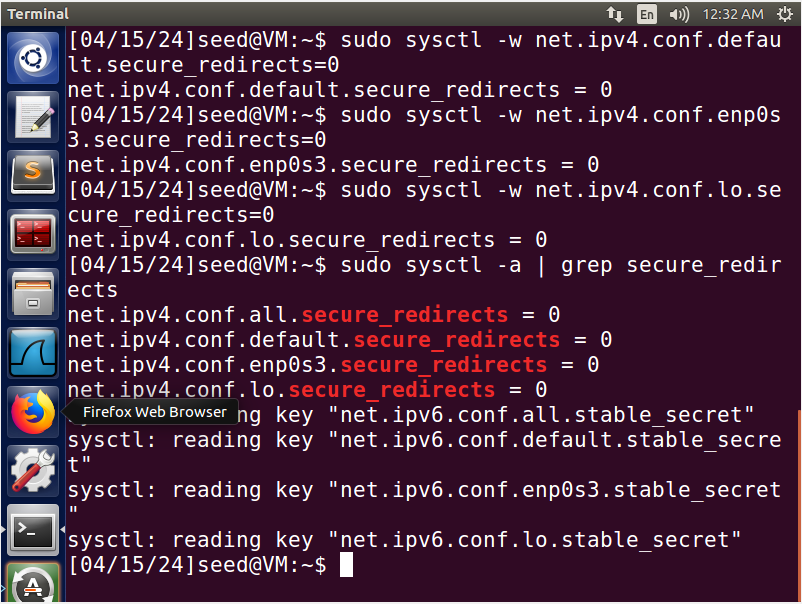 Terminal En 12:32 AM
[04/15/24]seed@VM:~$ sudo sysctl -w net.ipv4.conf.defau
lt.secure_redirects=0
net.ipv4.conf.default.secure_redirects = 0
[04/15/24]seed@VM:~$ sudo sysctl -w net.ipv4.conf.enp0s
3.secure_redirects=0
net.ipv4.conf.enp0s3.secure_redirects = 0
[04/15/24]seed@VM:~$ sudo sysctl -w net.ipv4.conf.lo.se
cure_redirects=0
net.ipv4.conf.lo.secure_redirects = 0
[04/15/24]seed@VM:~$ sudo sysctl -a | grep secure_redir
ects
net.ipv4.conf.all.secure_redirects = 0
net.ipv4.conf.default.secure_redirects = 0
net.ipv4.conf.enp0s3.secure_redirects = 0
net.ipv4.conf.lo.secure_redirects = 0
Firefox Web Browser
ng key "net.ipv6.conf.all.stable_secret"
sysctl: reading key "net.ipv6.conf.default.stable_secre
t"
sysctl: reading key "net.ipv6.conf.enp0s3.stable_secret
"
sysctl: reading key "net.ipv6.conf.lo.stable_secret"
[04/15/24]seed@VM:~$